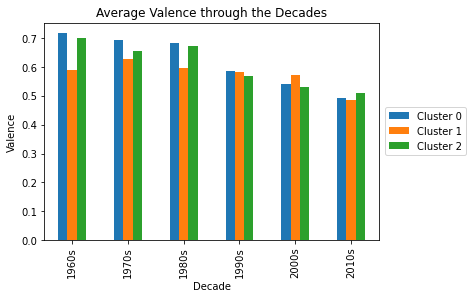 Average Valence through the Decades
Valence
0.7
0.6
0.5
0.4
0.3
0.2
0.1
0.0
1960s
1970s
1980s
1990s
2000s
2010s
Decade
Cluster 0
Cluster 1
Cluster 2